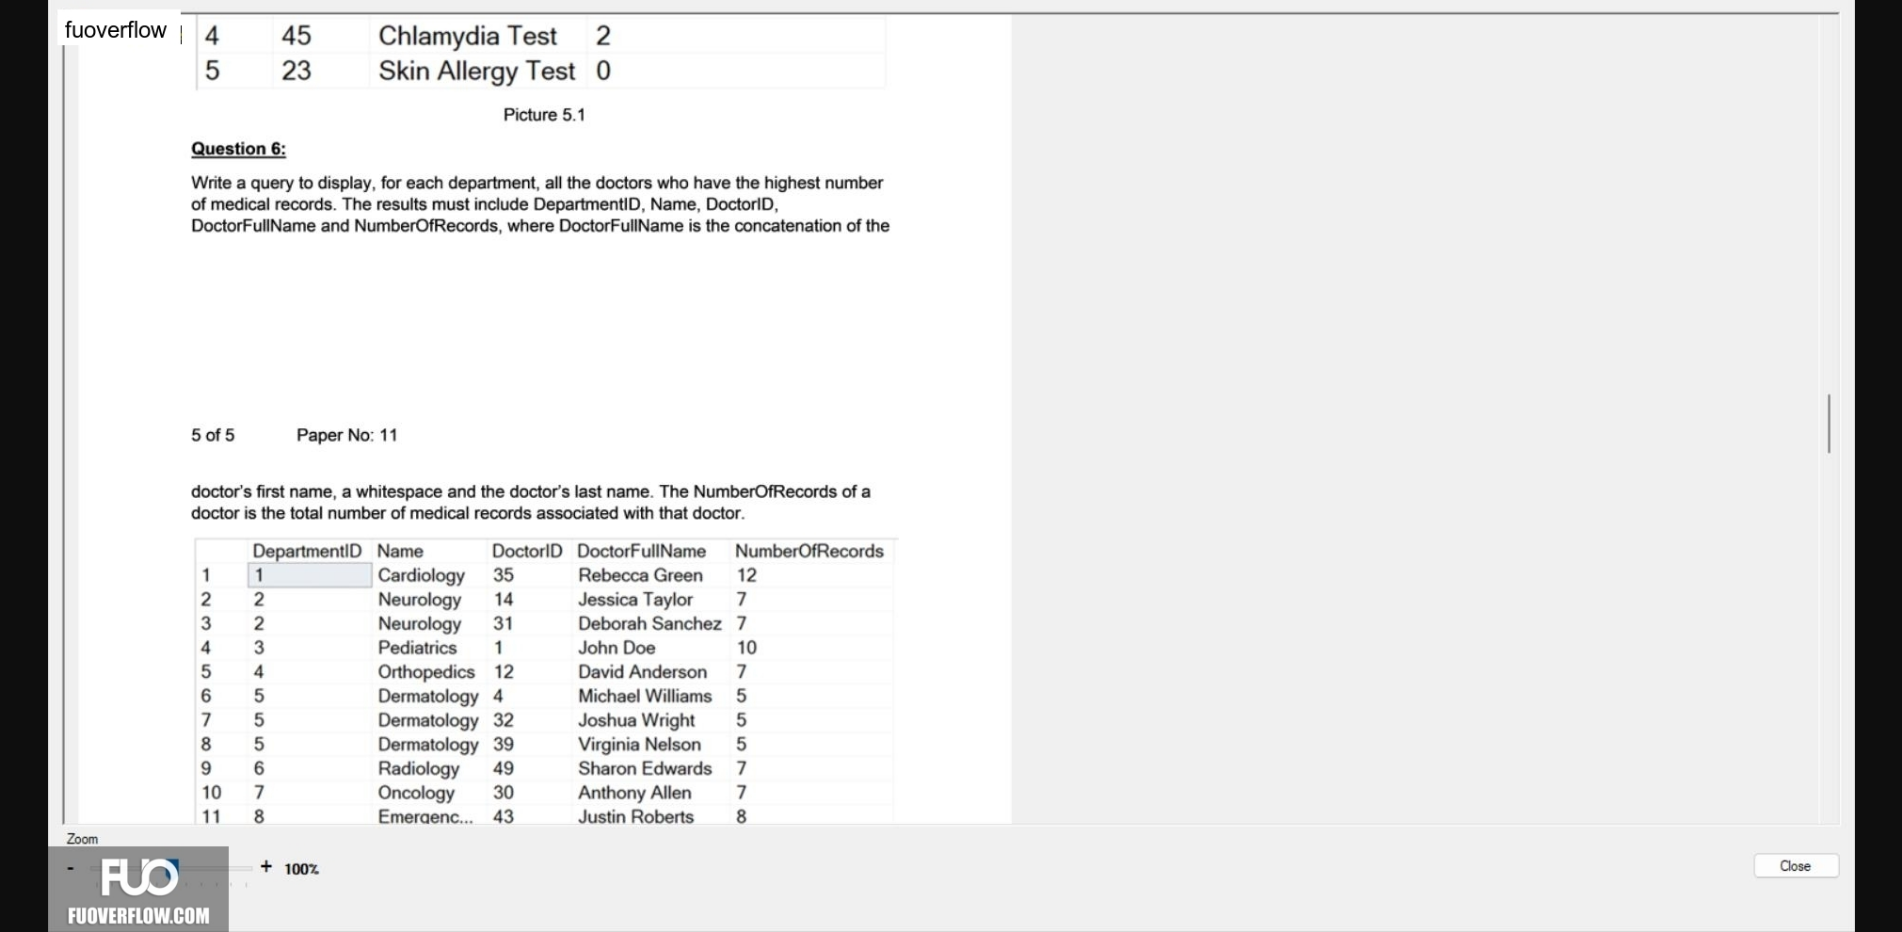 fuoverflow
4 45 Chlamydia Test 2
5 23 Skin Allergy Test 0
Picture 5.1
Question 6:
Write a query to display, for each department, all the doctors who have the highest number
of medical records. The results must include DepartmentID, Name, DoctorID,
DoctorFullName and NumberOfRecords, where DoctorFullName is the concatenation of the
5 of 5 Paper No: 11
doctor's first name, a whitespace and the doctor's last name. The NumberOfRecords of a
doctor is the total number of medical records associated with that doctor.
DepartmentID Name DoctorID DoctorFullName NumberOfRecords
1 1 Cardiology 35 Rebecca Green 12
2 2 Neurology 14 Jessica Taylor 7
3 2 Neurology 31 Deborah Sanchez 7
4 3 Pediatrics 1 John Doe 10
5 4 Orthopedics 12 David Anderson 7
6 5 Dermatology 4 Michael Williams 5
7 5 Dermatology 32 Joshua Wright 5
8 5 Dermatology 39 Virginia Nelson 5
9 6 Radiology 49 Sharon Edwards 7
10 7 Oncology 30 Anthony Allen 7
11 8 Emergenc... 43 Justin Roberts 8
Zoom
- + 100%
Close
FUO
FUOVERFLOW.COM